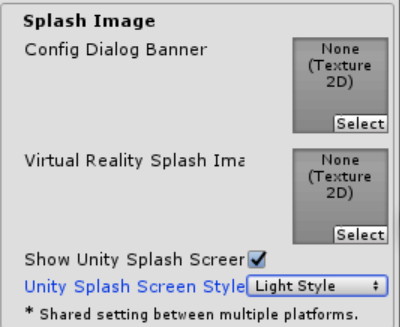 Splash Image
Config Dialog Banner
None
(Texture
2D)
Select
Virtual Reality Splash Ima
None
(Texture
2D)
Select
Show Unity Splash Screer
Unity Splash Screen Style
Light Style
* Shared setting between multiple platforms.